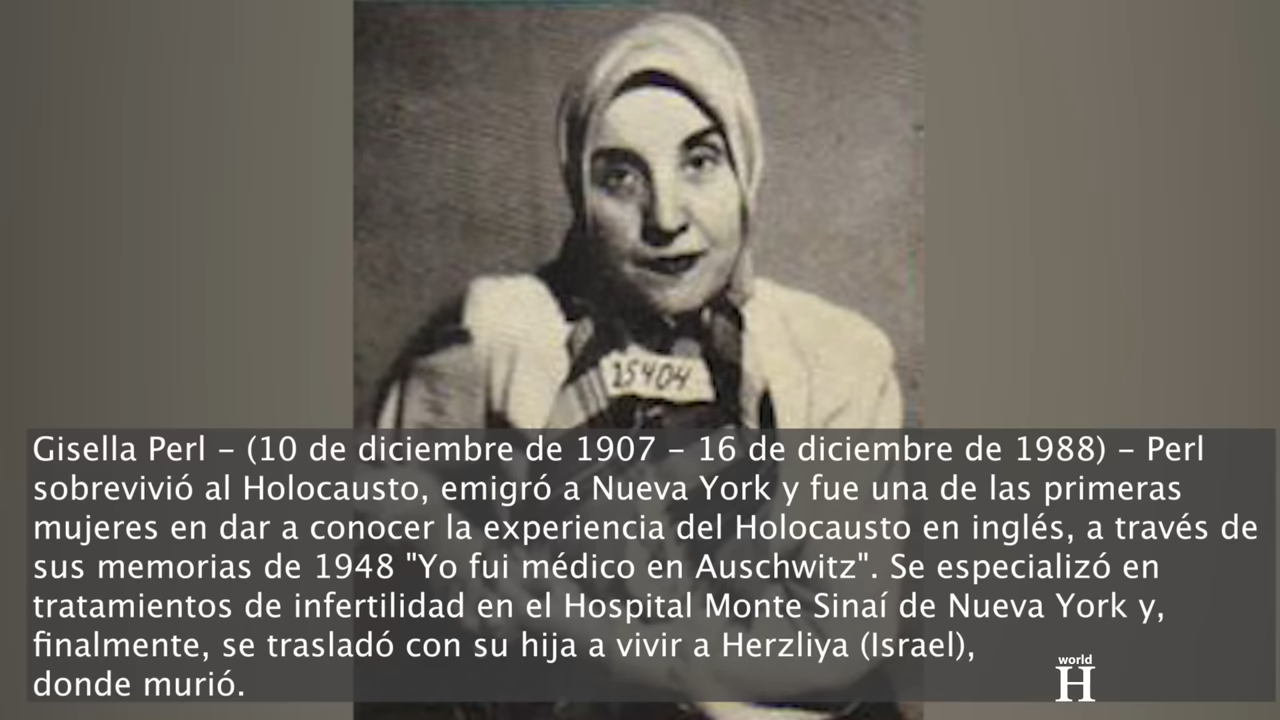 25404
Gisella Perl – (10 de diciembre de 1907 – 16 de diciembre de 1988) – Perl
sobrevivió al Holocausto, emigró a Nueva York y fue una de las primeras
mujeres en dar a conocer la experiencia del Holocausto en inglés, a través de
sus memorias de 1948 "Yo fui médico en Auschwitz". Se especializó en
tratamientos de infertilidad en el Hospital Monte Sinaí de Nueva York y,
finalmente, se trasladó con su hija a vivir a Herzliya (Israel),
donde murió.
world
H